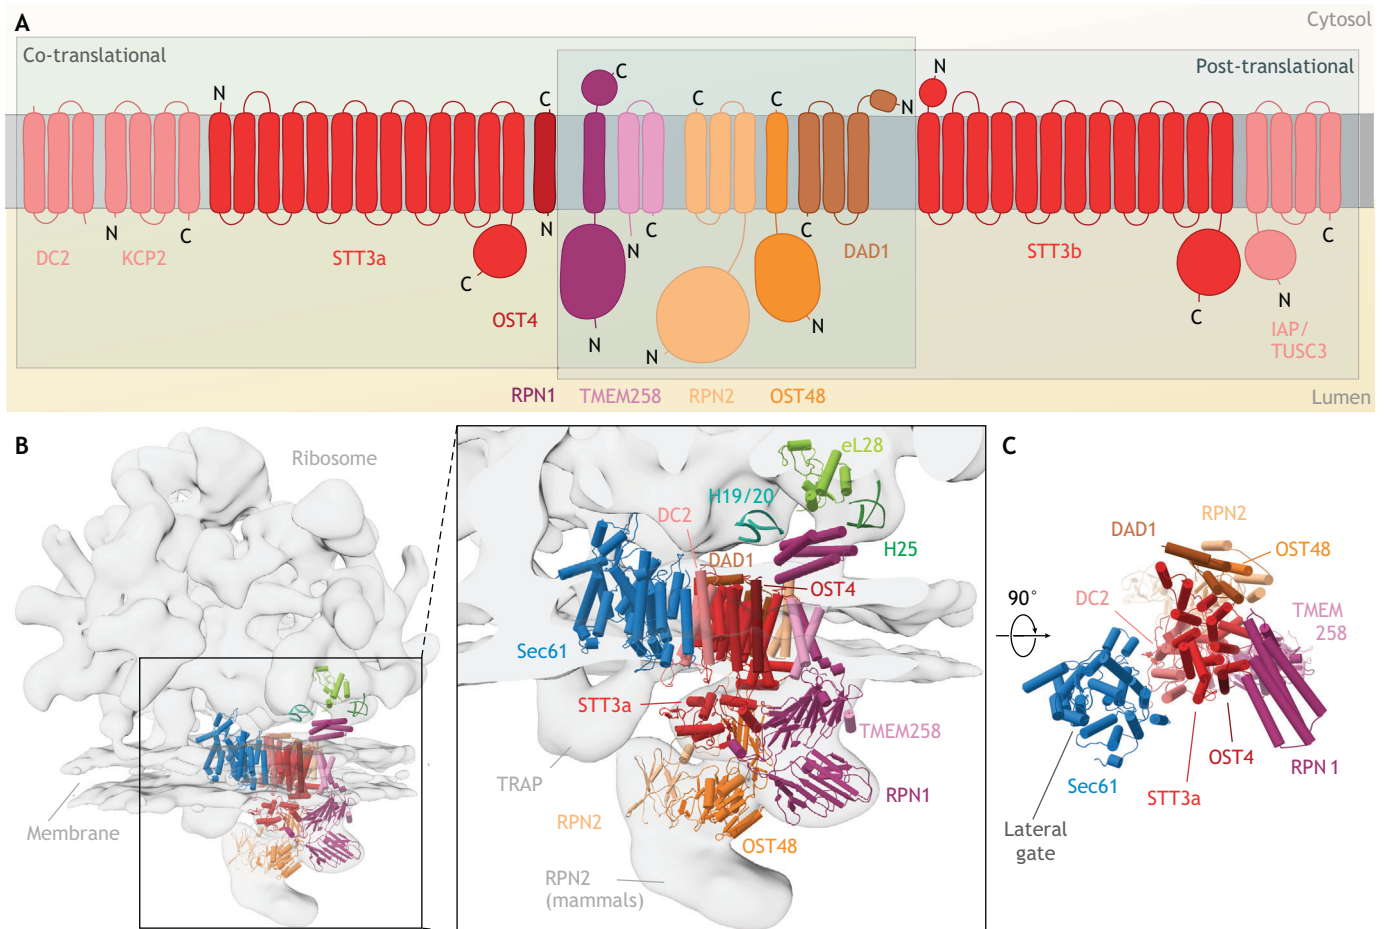 A
Cytosol
Co-translational
Post-translational
N
C
C
C
C
N
N
DC2
N
KCP2
C
STT3a
C
N
OST4
N
C
N
N
C
N
DAD1
STT3b
C
N
C
IAP/
TUSC3
RPN1
TMEM258
RPN2
OST48
Lumen
B
Ribosome
Membrane
eL28
H19/20
DC2
H25
DAD1
OST4
Sec61
STT3a
TMEM258
TRAP
RPN1
RPN2
OST48
RPN2
(mammals)
C
90°
RPN2
DAD1
OST48
DC2
TMEM
258
Sec61
OST4
RPN 1
STT3a
Lateral
gate